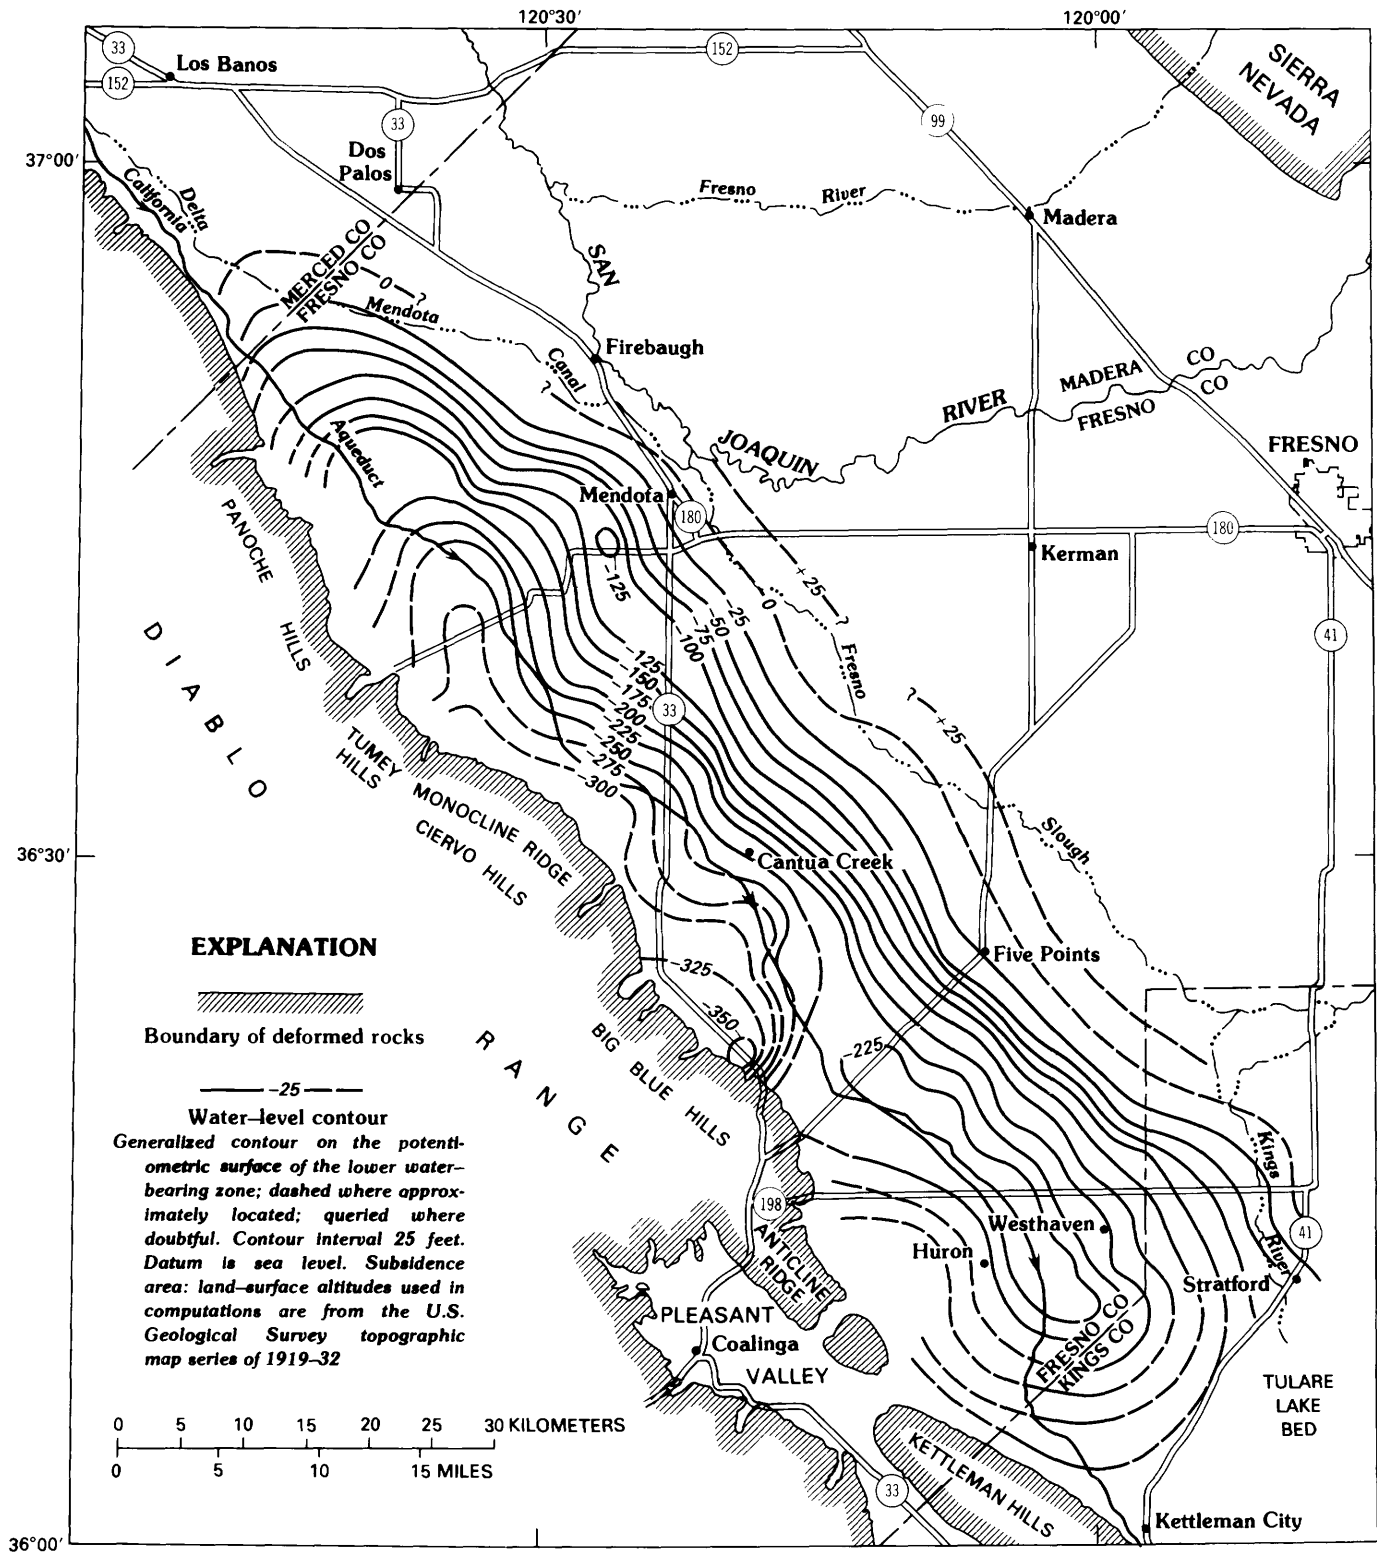 120°30'
120°00'
33
152
Los Banos
152
33
99
SIERRA
NEVADA
37°00'
Dos
Palos
California
Delta
Fresno
River
Madera
MERCED CO
FRESNO CO
0
?
SAN
Mendota
Firebaugh
Canal
?
MADERA
CO
FRESNO
CO
RIVER
JOAQUIN
FRESNO
Aqueduct
Mendota
180
180
Kerman
PANOCHE
HILLS
-125
+25
?
0
-25
-50
-75
-100
41
DIABLO
-125
-150
-175
-200
-225
-250
-275
-300
33
Fresno
?
+25
TUMEY
HILLS
MONOCLINE RIDGE
CIERVO HILLS
Slough
36°30'
Cantua Creek
Five Points
-325
-350
BIG BLUE HILLS
RANGE
-225
EXPLANATION
Boundary of deformed rocks
-25
Water-level contour
Generalized contour on the potenti-
ometric surface of the lower water-
bearing zone; dashed where approx-
imately located; queried where
doubtful. Contour interval 25 feet.
Datum is sea level. Subsidence
area: land-surface altitudes used in
computations are from the U.S.
Geological Survey topographic
map series of 1919-32
Kings
River
198
Westhaven
Huron
41
Stratford
ANTICLINE
RIDGE
PLEASANT
Coalinga
VALLEY
FRESNO CO
KINGS CO
TULARE
LAKE
BED
0 5 10 15 20 25 30 KILOMETERS
0 5 10 15 MILES
33
KETTLEMAN HILLS
Kettleman City
36°00'